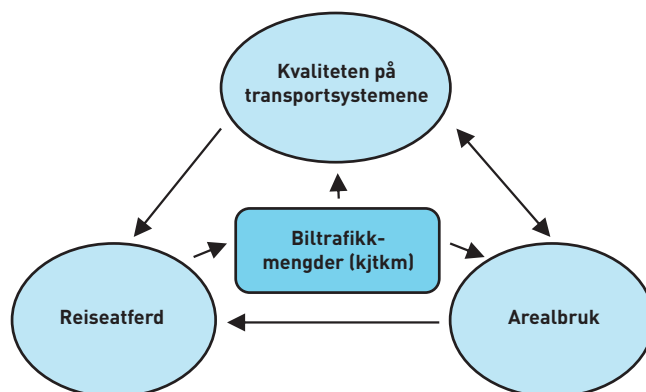 Kvaliteten på
transportsystemene
Biltrafikk-
mengder (kjtkm)
Reiseatferd
Arealbruk